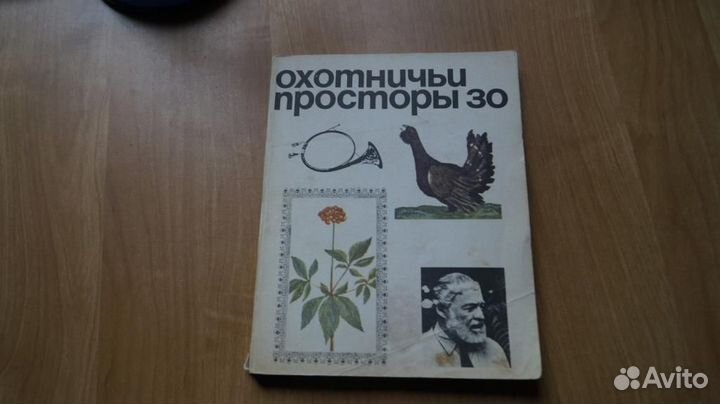 охотничьи
просторы 30
Avito